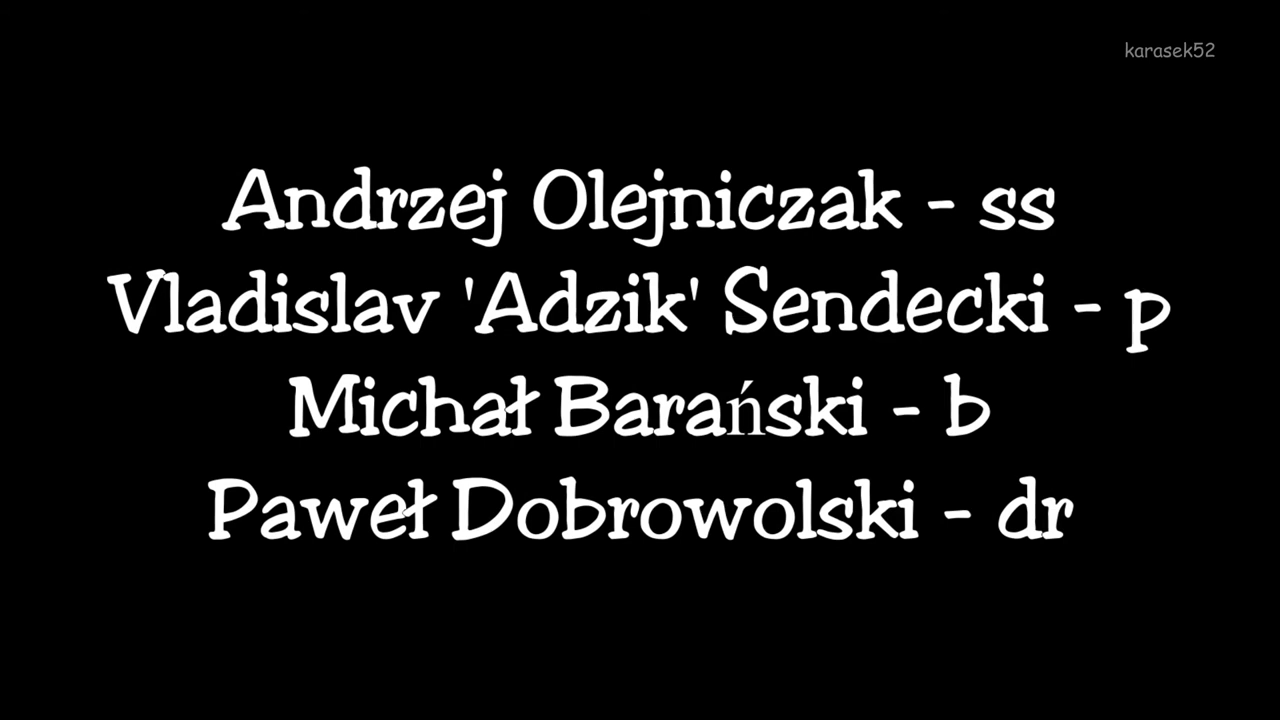 karasek52
Andrzej Olejniczak - ss
Vladislav 'Adzik' Sendecki - p
Michał Barański - b
Paweł Dobrowolski - dr